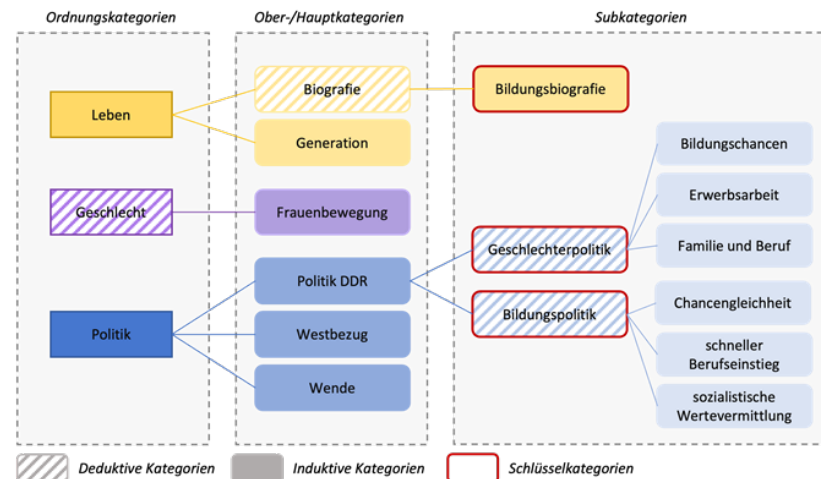 Ordnungskategorien
Ober-/Hauptkategorien
Subkategorien
Leben
Biografie
Generation
Bildungsbiografie
Geschlecht
Frauenbewegung
Politik
Politik DDR
Westbezug
Wende
Geschlechterpolitik
Bildungspolitik
Bildungschancen
Erwerbsarbeit
Familie und Beruf
Chancengleichheit
schneller
Berufseinstieg
sozialistische
Wertevermittlung
Deduktive Kategorien
Induktive Kategorien
Schlüsselkategorien